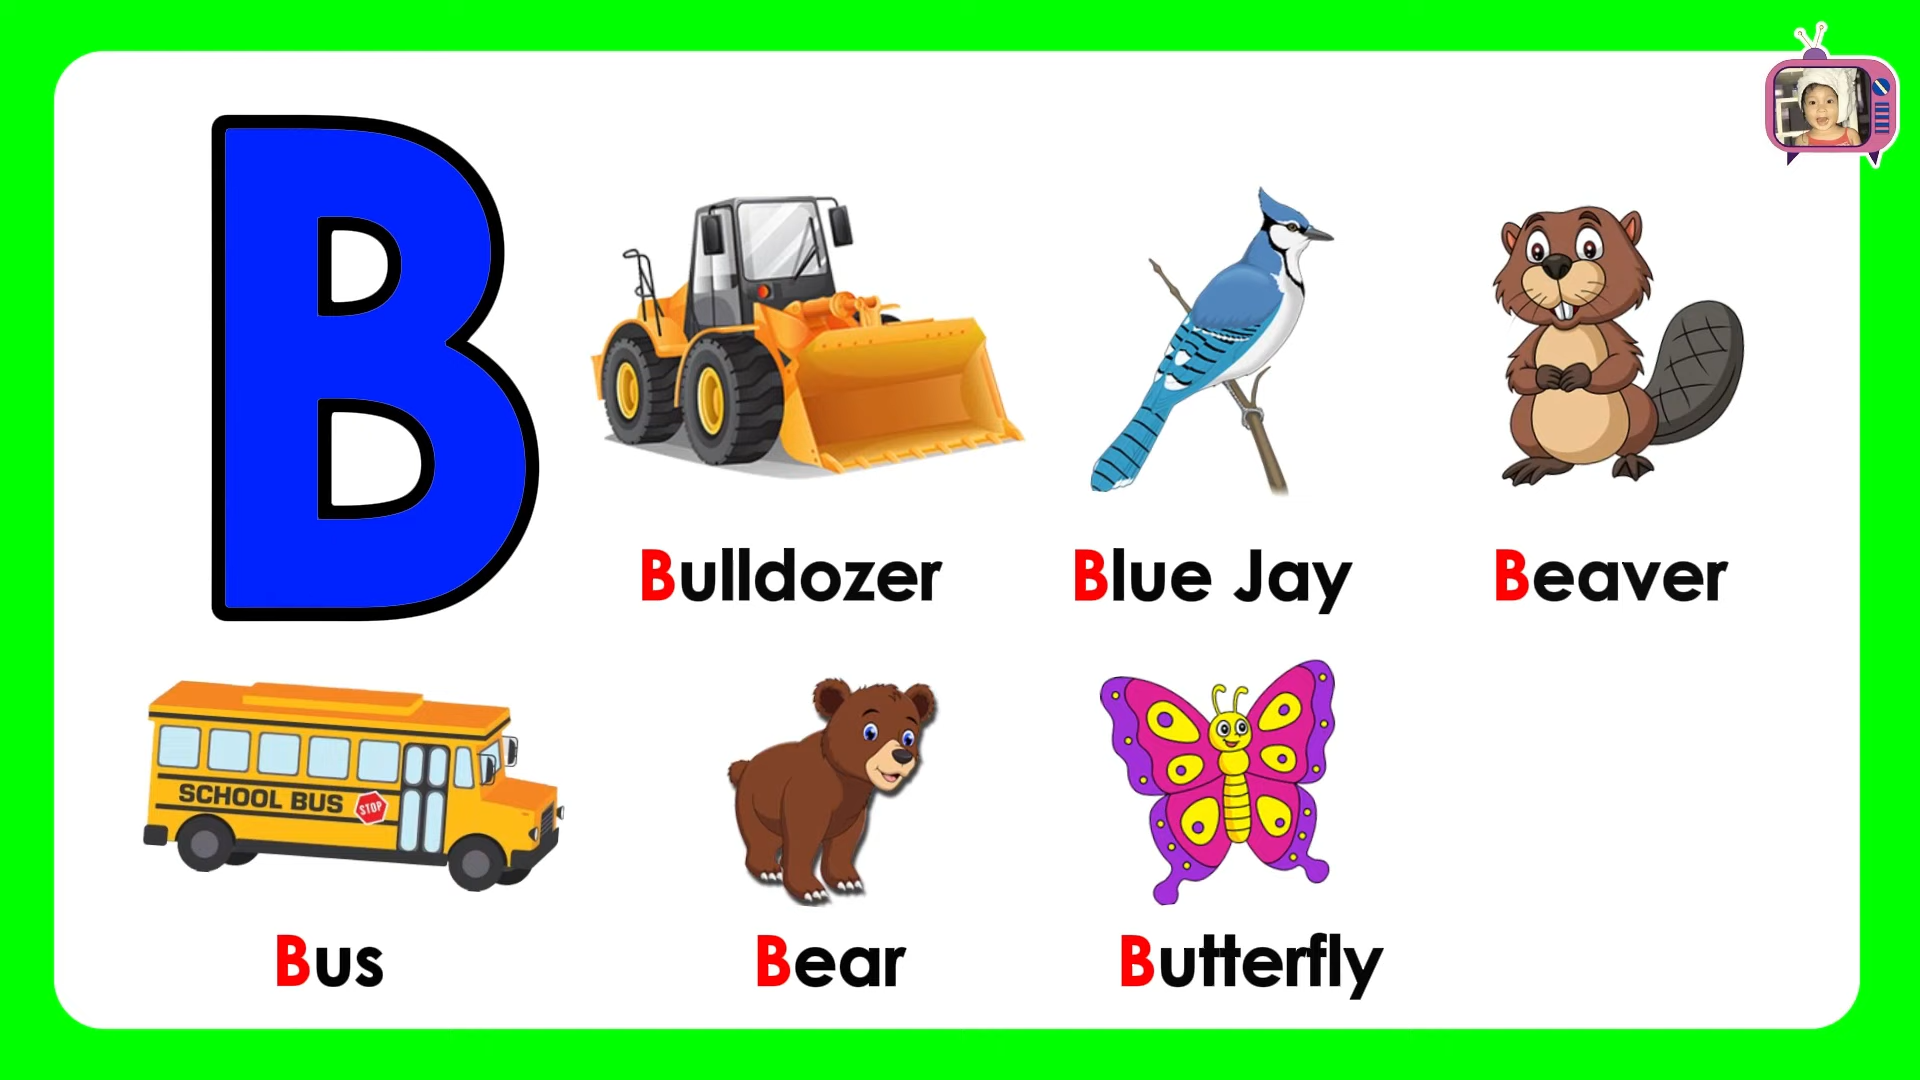 B
Bulldozer
Blue Jay
Beaver
SCHOOL BUS
STOP
Bus
Bear
Butterfly